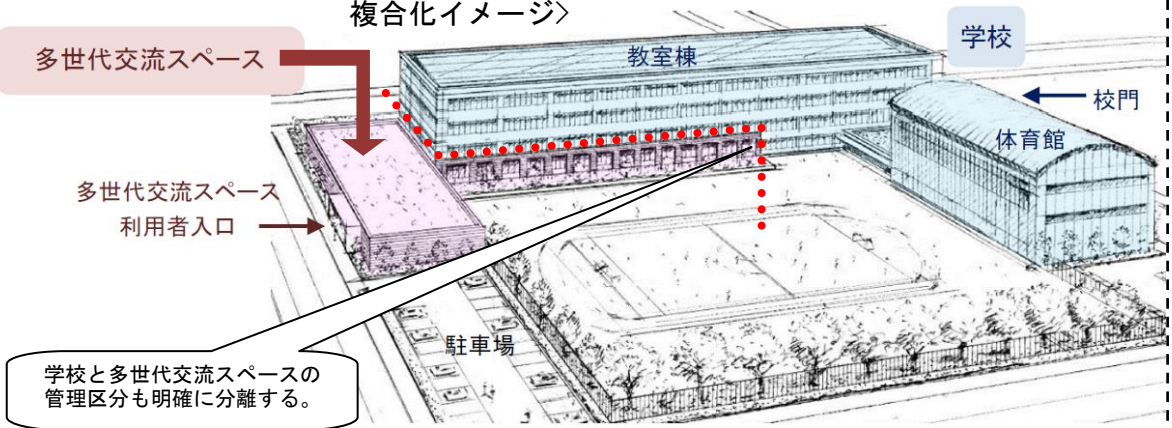 複合化イメージ〉
多世代交流スペース
教室棟
学校
校門
体育館
多世代交流スペース
利用者入口
駐車場
学校と多世代交流スペースの
管理区分も明確に分離する。